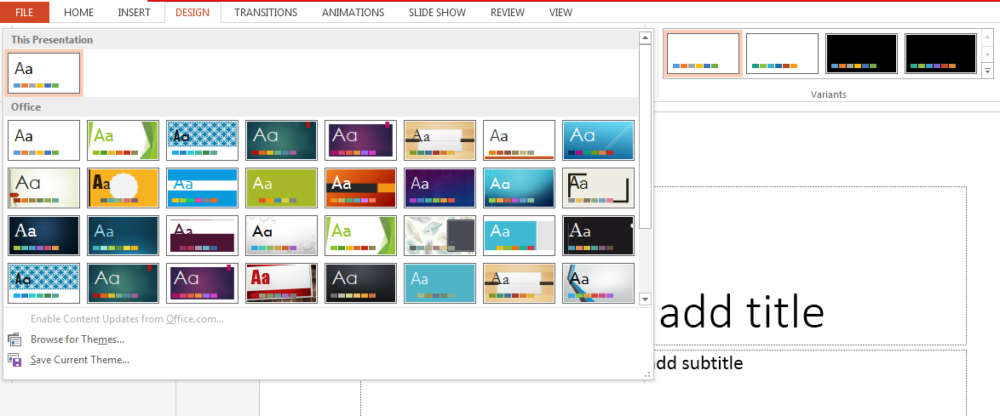 FILE HOME INSERT DESIGN TRANSITIONS ANIMATIONS SLIDE SHOW REVIEW VIEW
This Presentation
Aa
Office
Aa Aa Aa Aa Aa Aa Aa Aa
Aa Aa Aa Aa Aa Aa Aa Aa
Aa Aa Aa Aa Aa Aa Aa Aa
Aa Aa Aa Aa Aa Aa Aa Aa
Enable Content Updates from Office.com...
Browse for Themes...
Save Current Theme...
Variants
add title
add subtitle